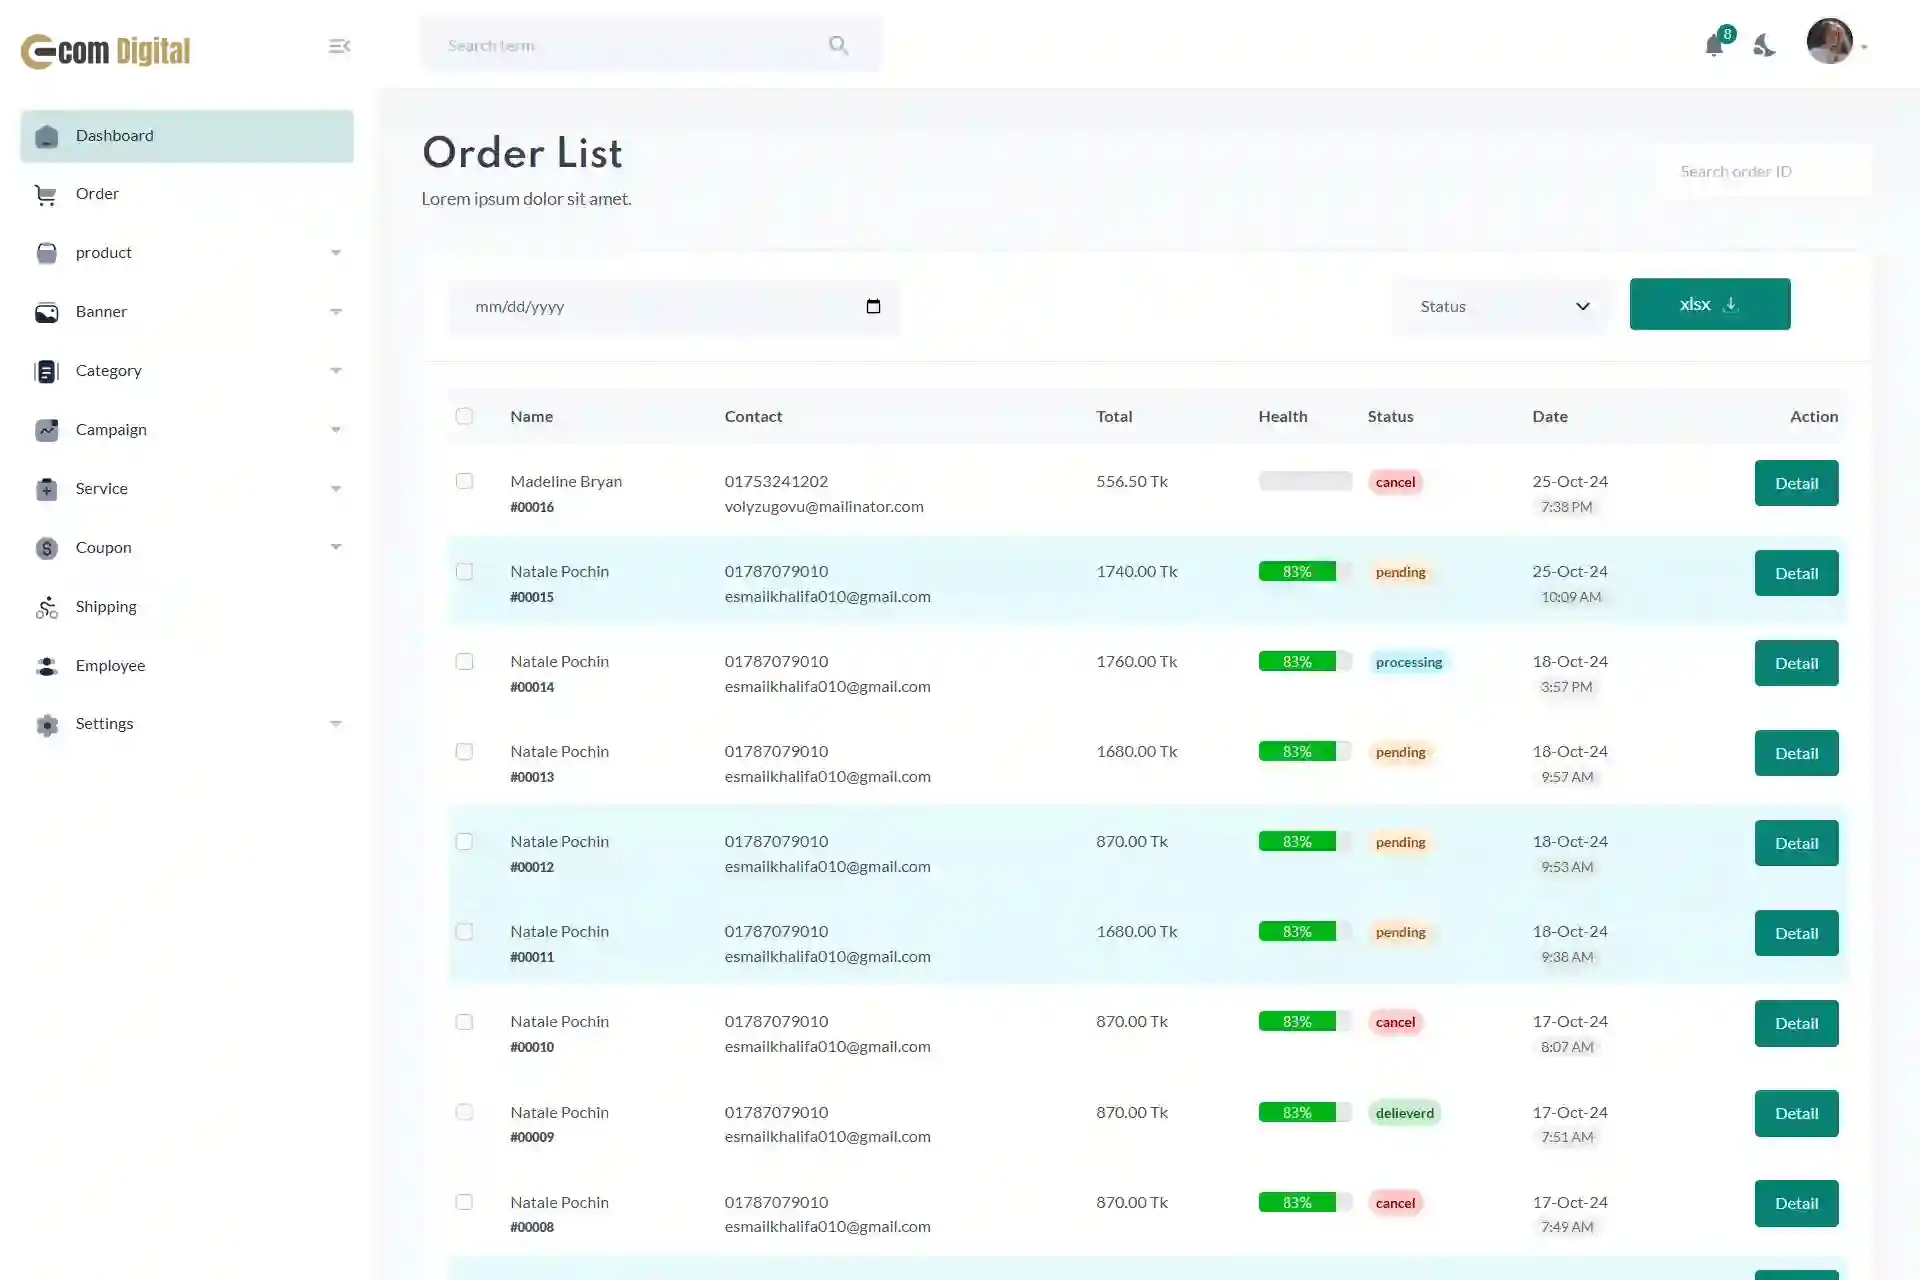 com Digital
Search term
8
Dashboard
Order
product
Banner
Category
Campaign
Service
Coupon
Shipping
Employee
Settings
Order List
Lorem ipsum dolor sit amet.
Search order ID
mm/dd/yyyy
Status
xlsx
Name Contact Total Health Status Date Action
Madeline Bryan 01753241202 556.50 Tk cancel 25-Oct-24 Detail
#00016 volyzugovu@mailinator.com 7:38 PM
Natale Pochin 01787079010 1740.00 Tk 83% pending 25-Oct-24 Detail
#00015 esmailkhalifa010@gmail.com 10:09 AM
Natale Pochin 01787079010 1760.00 Tk 83% processing 18-Oct-24 Detail
#00014 esmailkhalifa010@gmail.com 3:57 PM
Natale Pochin 01787079010 1680.00 Tk 83% pending 18-Oct-24 Detail
#00013 esmailkhalifa010@gmail.com 9:57 AM
Natale Pochin 01787079010 870.00 Tk 83% pending 18-Oct-24 Detail
#00012 esmailkhalifa010@gmail.com 9:53 AM
Natale Pochin 01787079010 1680.00 Tk 83% pending 18-Oct-24 Detail
#00011 esmailkhalifa010@gmail.com 9:38 AM
Natale Pochin 01787079010 870.00 Tk 83% cancel 17-Oct-24 Detail
#00010 esmailkhalifa010@gmail.com 8:07 AM
Natale Pochin 01787079010 870.00 Tk 83% delieverd 17-Oct-24 Detail
#00009 esmailkhalifa010@gmail.com 7:51 AM
Natale Pochin 01787079010 870.00 Tk 83% cancel 17-Oct-24 Detail
#00008 esmailkhalifa010@gmail.com 7:49 AM